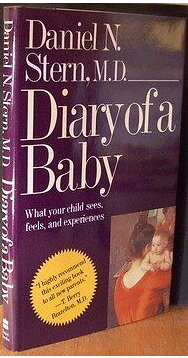 Daniel N.
Stern, M.D.
Diary of a
Baby
What your child sees,
feels, and experiences
"I highly recommend
this exciting book
to all new parents."
—T. Berry
Brazelton, M.D.
Daniel N. Stern, M.D. Diary of a Baby